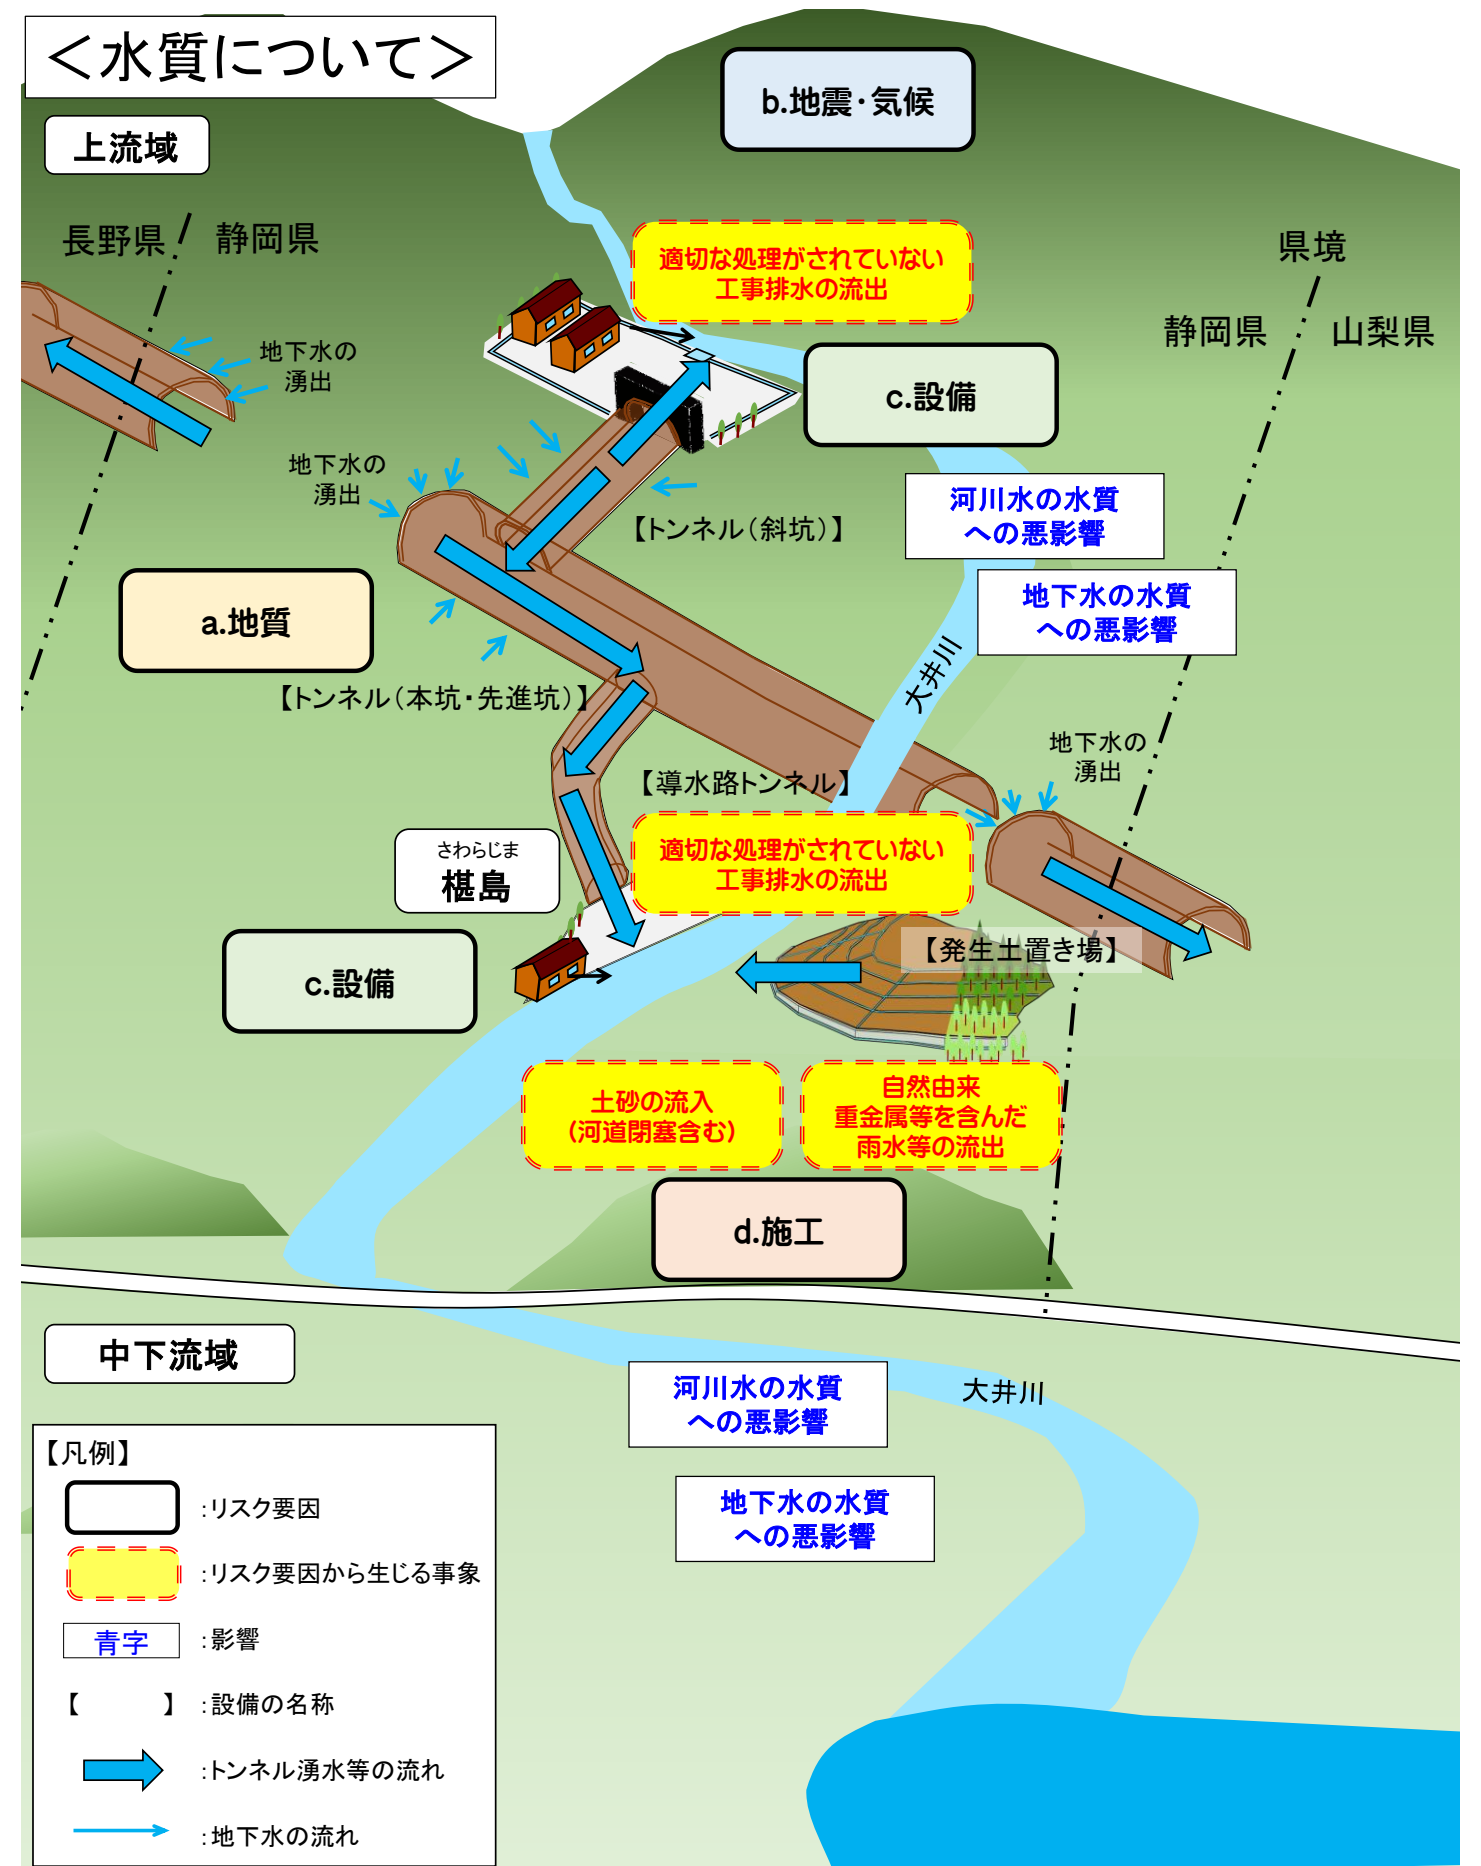 ＜水質について＞
b.地震・気候
上流域
長野県
静岡県
適切な処理がされていない
工事排水の流出
県境
静岡県
山梨県
地下水の
湧出
c.設備
地下水の
湧出
河川水の水質
への悪影響
【トンネル（斜坑）】
地下水の水質
への悪影響
a.地質
大井川
【トンネル（本坑・先進坑）】
地下水の
湧出
【導水路トンネル】
さわらじま
椹島
適切な処理がされていない
工事排水の流出
【発生土置き場】
c.設備
土砂の流入
（河道閉塞含む）
自然由来
重金属等を含んだ
雨水等の流出
d.施工
中下流域
河川水の水質
への悪影響
大井川
地下水の水質
への悪影響
【凡例】
：リスク要因
：リスク要因から生じる事象
青字
：影響
【　　　】
：設備の名称
：トンネル湧水等の流れ
：地下水の流れ